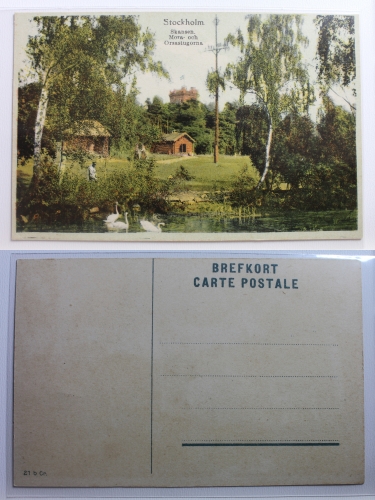 Stockholm
Skansen.
Mora- och
Orsastugorna
BREFKORT
CARTE POSTALE